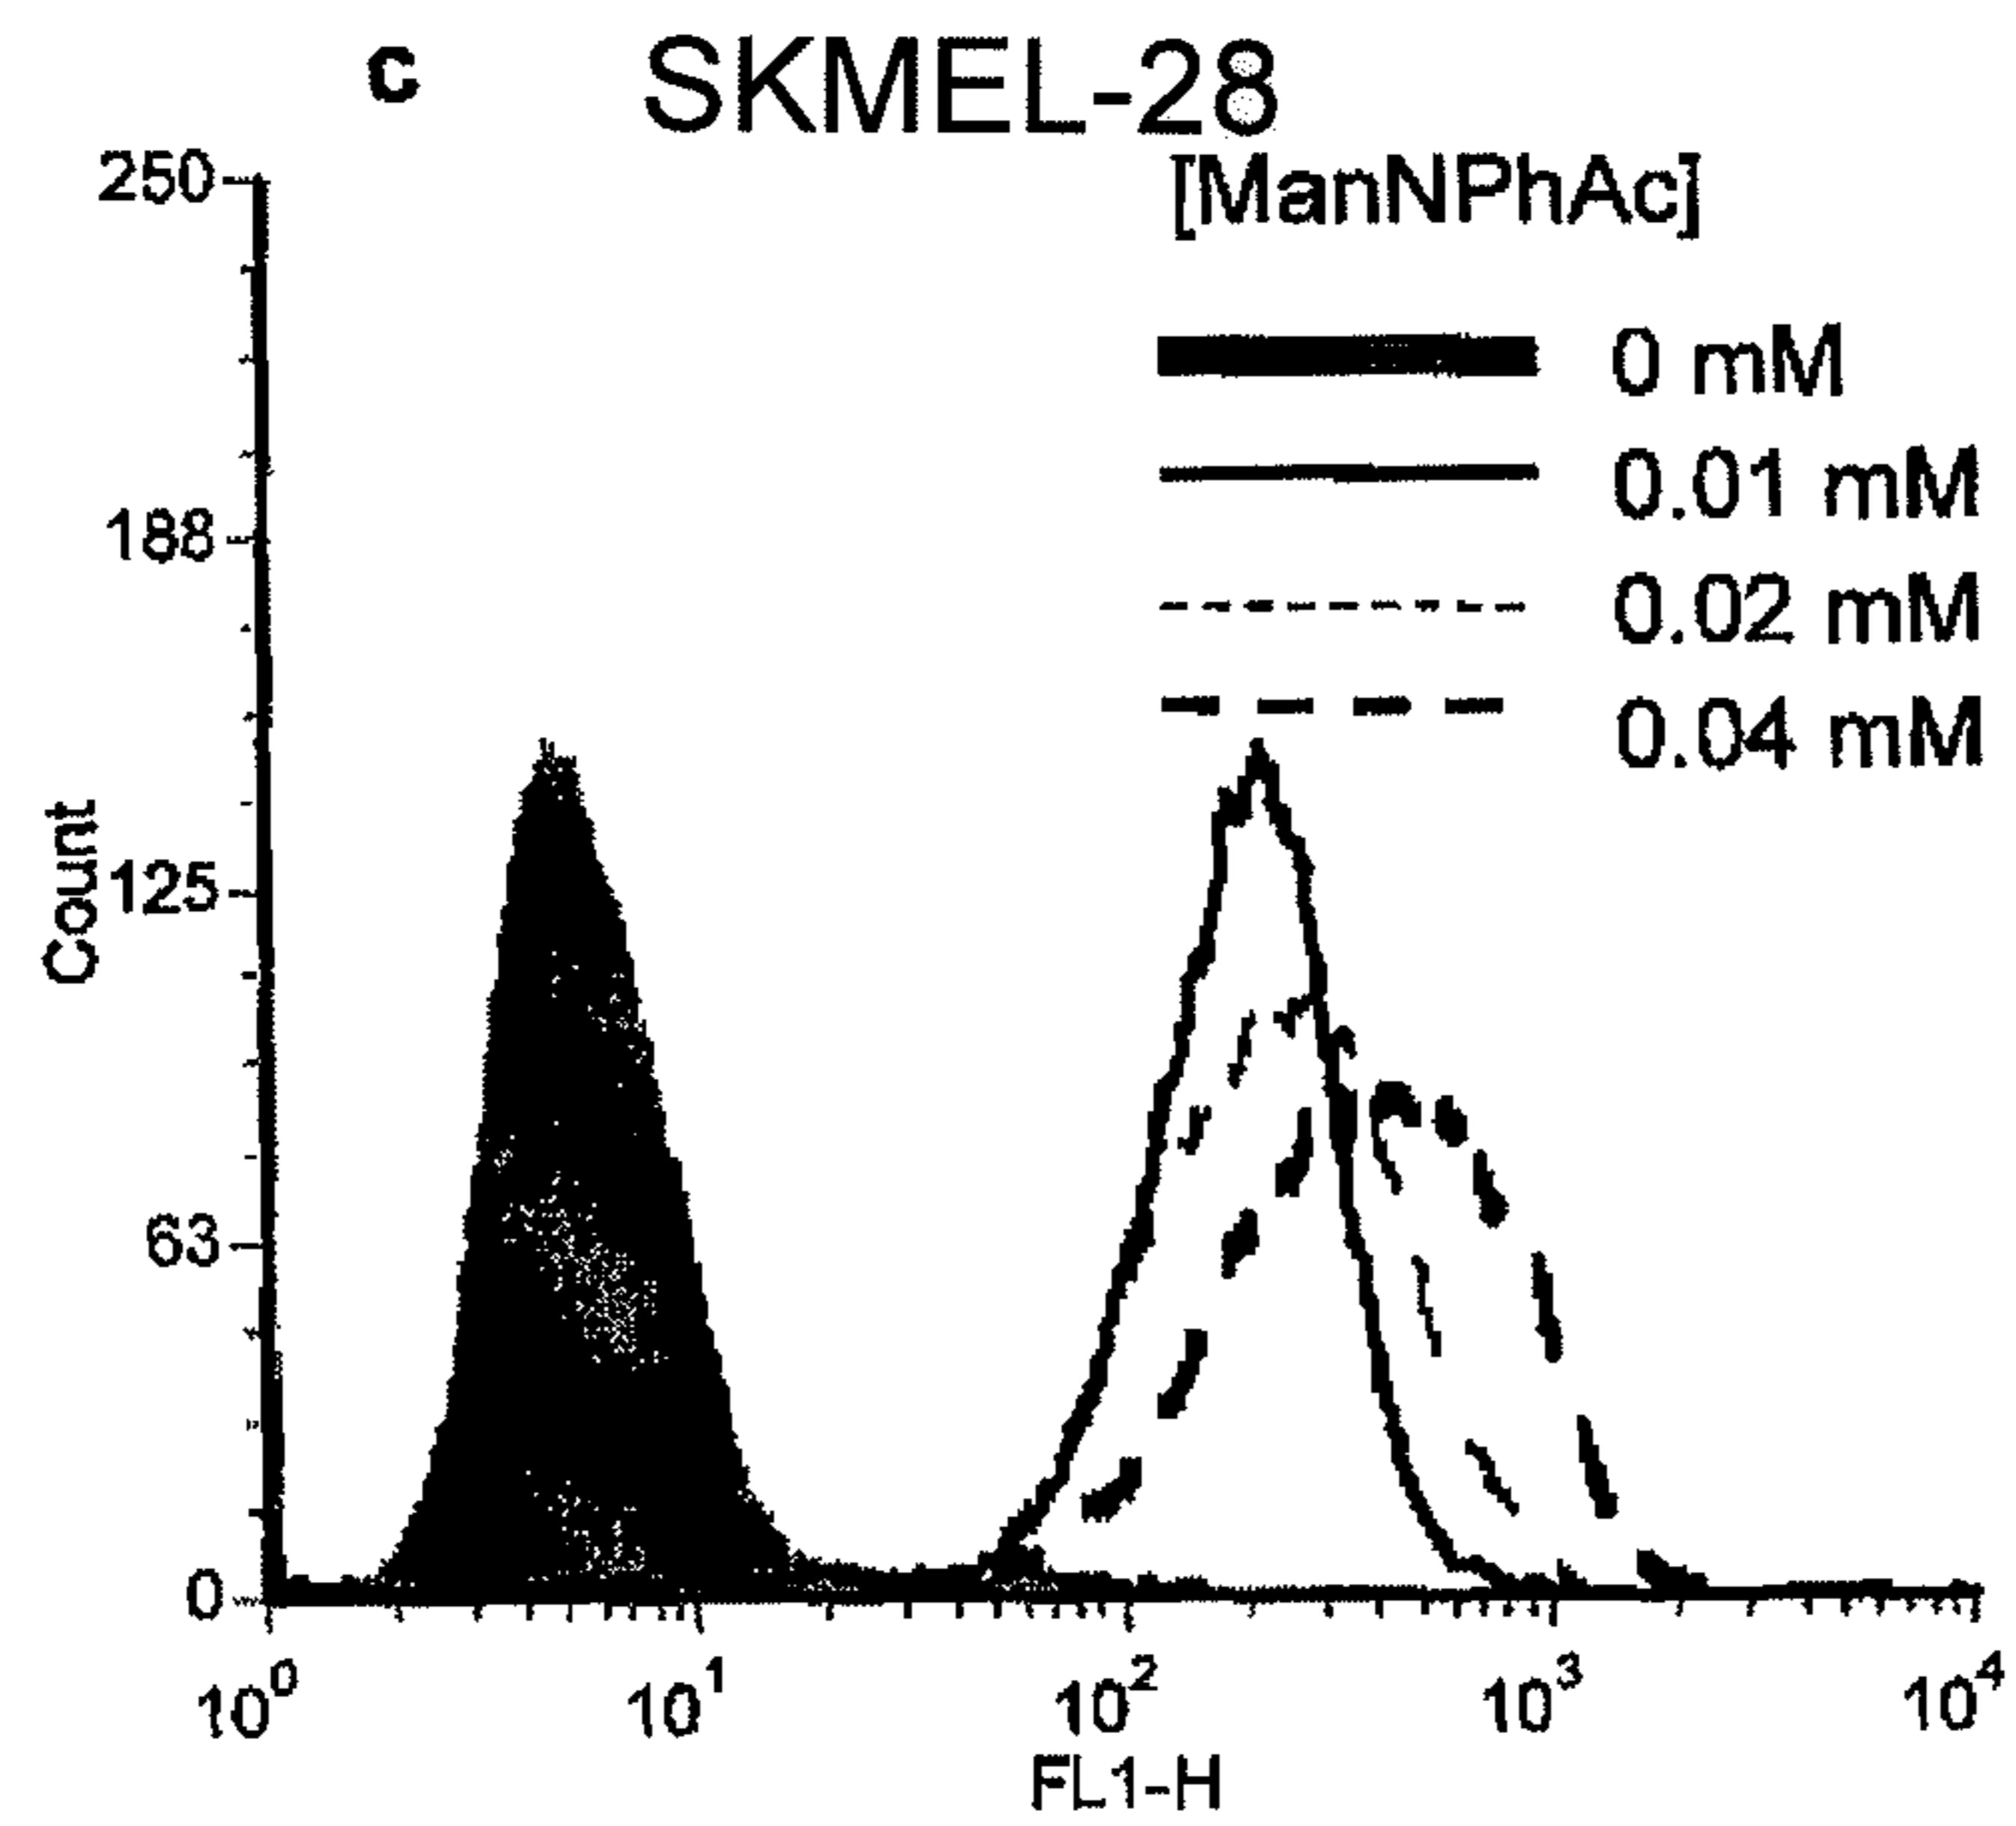 c SKMEL-28
[ManNPhAc]
0 mM
0.01 mM
0.02 mM
0.04 mM
250
188
125
63
0
Count
10⁰ 10¹ 10² 10³ 10⁴
FL1-H